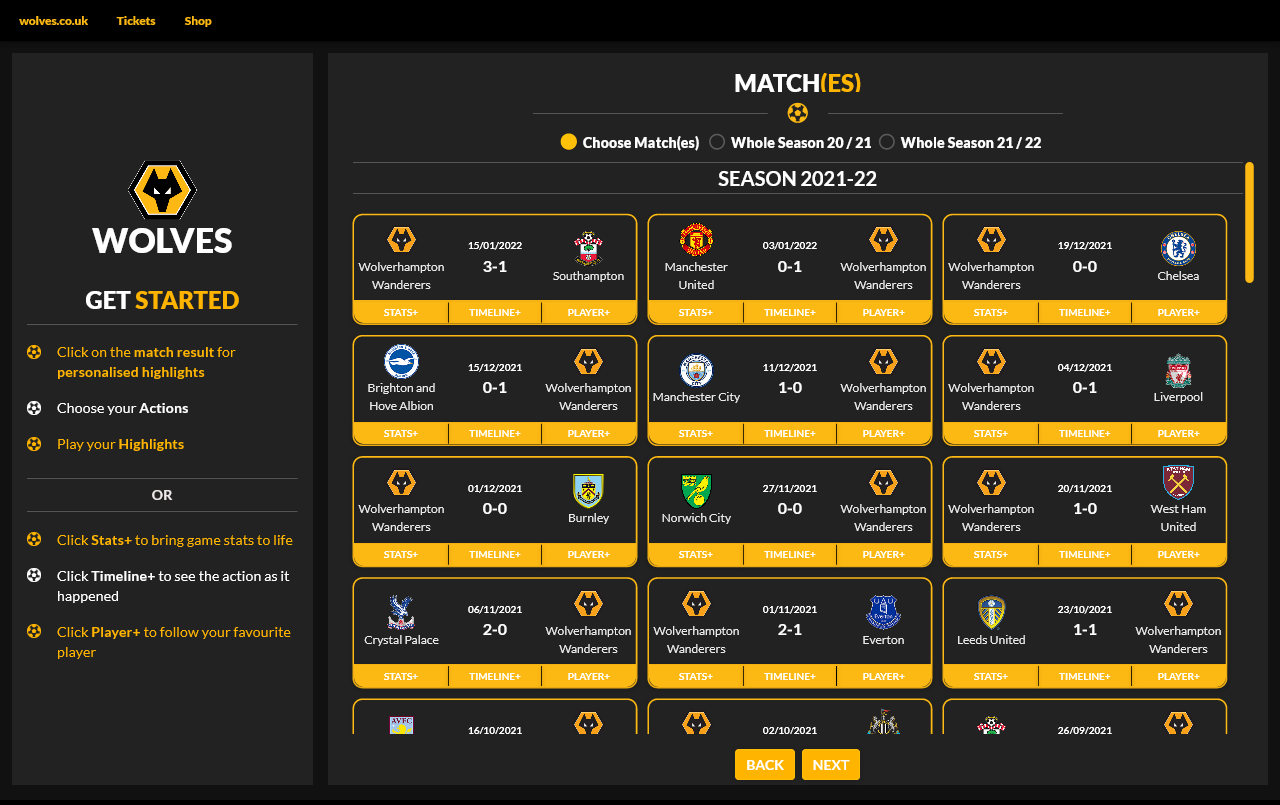 wolves.co.uk Tickets Shop
WOLVES
GET STARTED
Click on the match result for
personalised highlights
Choose your Actions
Play your Highlights
OR
Click Stats+ to bring game stats to life
Click Timeline+ to see the action as it
happened
Click Player+ to follow your favourite
player
MATCH(ES)
Choose Match(es) Whole Season 20 / 21 Whole Season 21 / 22
SEASON 2021-22
Wolverhampton
Wanderers
15/01/2022
3-1
Southampton
STATS+ TIMELINE+ PLAYER+
Manchester
United
03/01/2022
0-1
Wolverhampton
Wanderers
STATS+ TIMELINE+ PLAYER+
Wolverhampton
Wanderers
19/12/2021
0-0
Chelsea
STATS+ TIMELINE+ PLAYER+
Brighton and
Hove Albion
15/12/2021
0-1
Wolverhampton
Wanderers
STATS+ TIMELINE+ PLAYER+
Manchester City
11/12/2021
1-0
Wolverhampton
Wanderers
STATS+ TIMELINE+ PLAYER+
Wolverhampton
Wanderers
04/12/2021
0-1
Liverpool
STATS+ TIMELINE+ PLAYER+
Wolverhampton
Wanderers
01/12/2021
0-0
Burnley
STATS+ TIMELINE+ PLAYER+
Norwich City
27/11/2021
0-0
Wolverhampton
Wanderers
STATS+ TIMELINE+ PLAYER+
Wolverhampton
Wanderers
20/11/2021
1-0
West Ham
United
STATS+ TIMELINE+ PLAYER+
Crystal Palace
06/11/2021
2-0
Wolverhampton
Wanderers
STATS+ TIMELINE+ PLAYER+
Wolverhampton
Wanderers
01/11/2021
2-1
Everton
Everton
STATS+ TIMELINE+ PLAYER+
Leeds United
23/10/2021
1-1
Wolverhampton
Wanderers
STATS+ TIMELINE+ PLAYER+
AVFC
16/10/2021
02/10/2021
26/09/2021
BACK NEXT